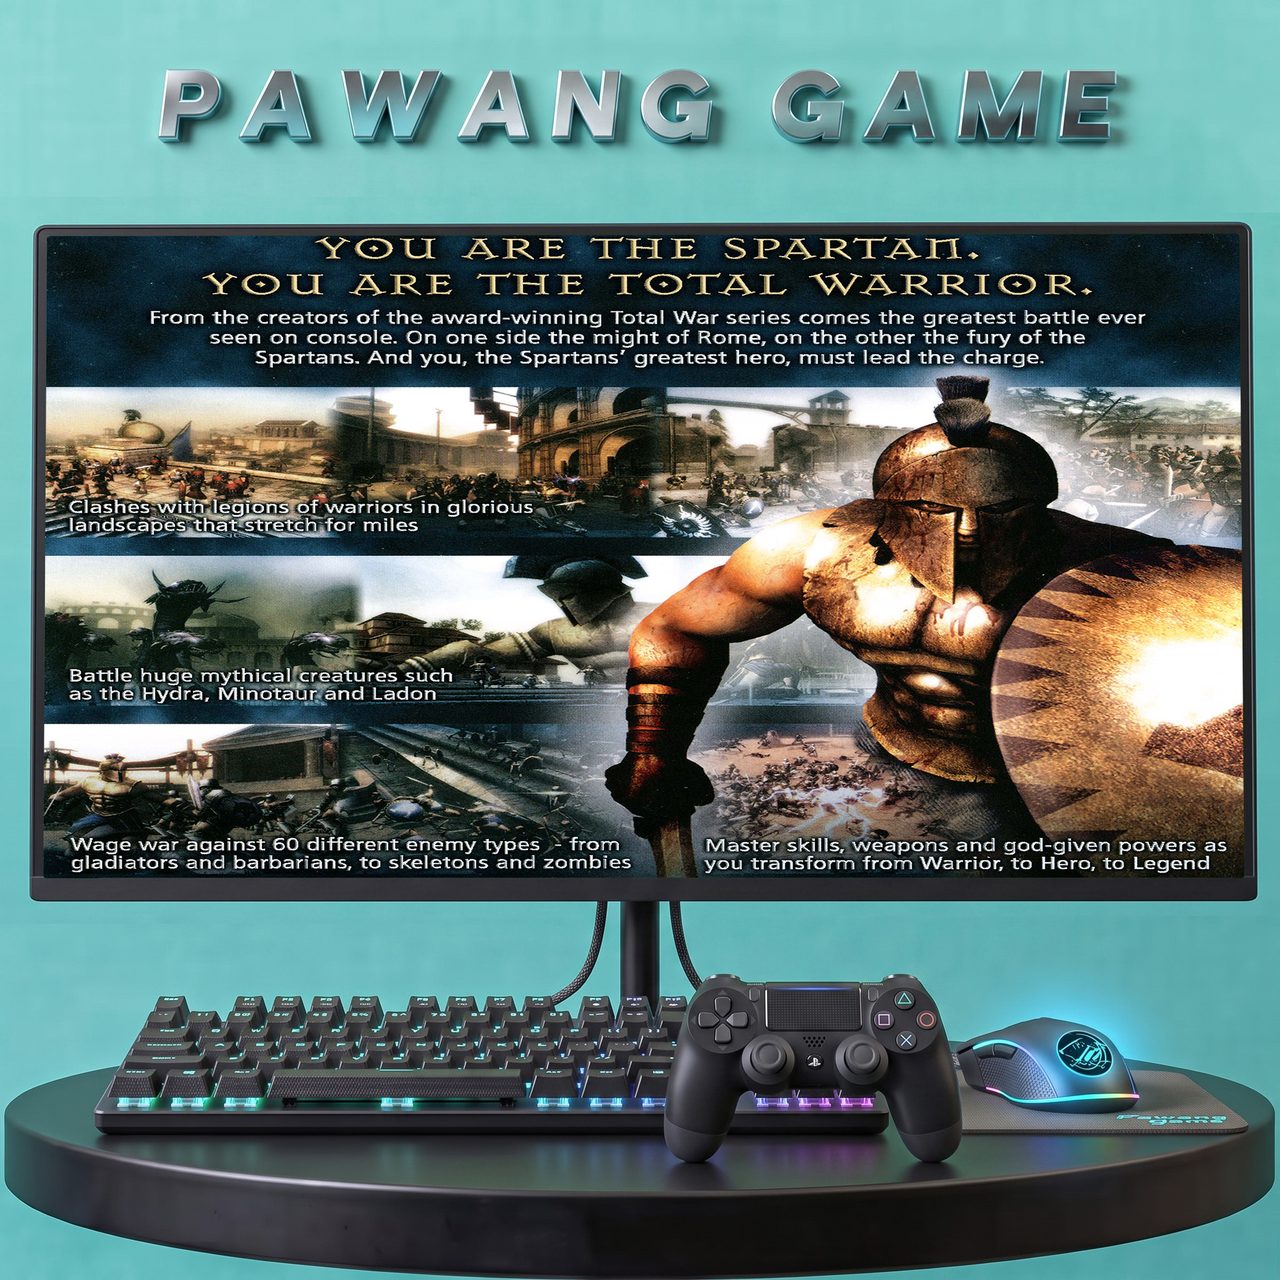 PAWANG GAME
YOU ARE THE SPARTAN.
YOU ARE THE TOTAL WARRIOR.
From the creators of the award-winning Total War series comes the greatest battle ever
seen on console. On one side the might of Rome, on the other the fury of the
Spartans. And you, the Spartans' greatest hero, must lead the charge.
Clashes with legions of warriors in glorious
landscapes that stretch for miles
Battle huge mythical creatures such
as the Hydra, Minotaur and Ladon
Wage war against 60 different enemy types - from
gladiators and barbarians, to skeletons and zombies
Master skills, weapons and god-given powers as
you transform from Warrior, to Hero, to Legend
Pawang
game